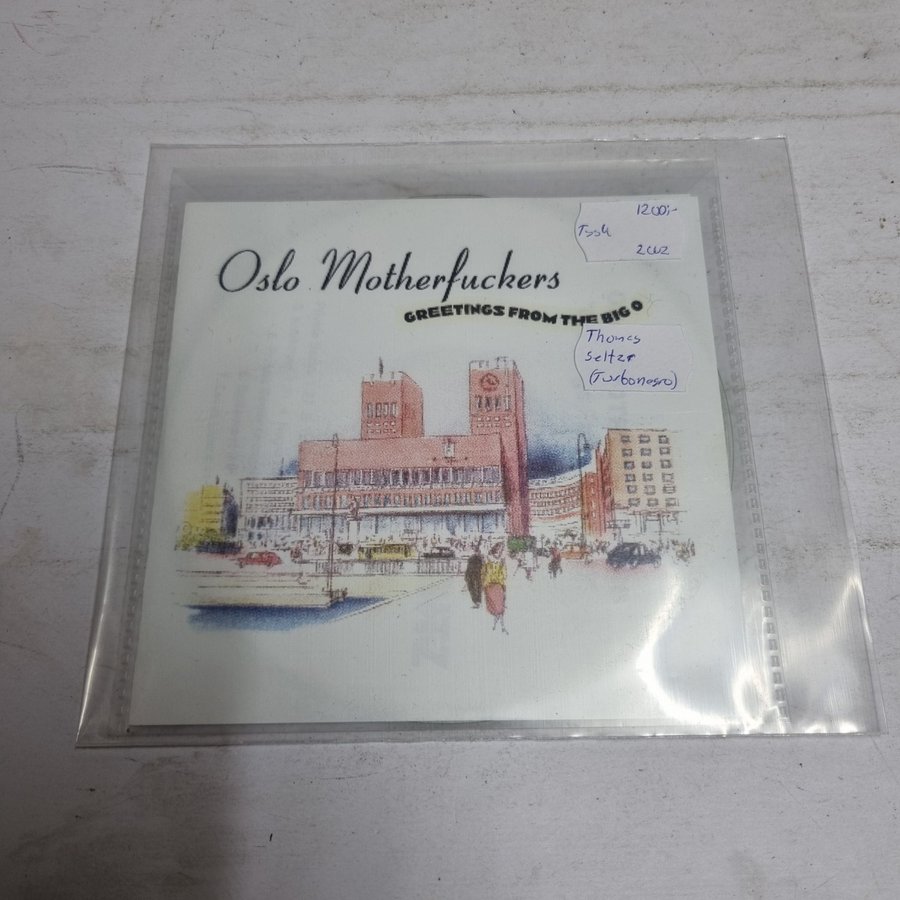 Oslo Motherfuckers
GREETINGS FROM THE BIG O
1200,-
2002
Thomas
Seltzer
(Turbonegro)